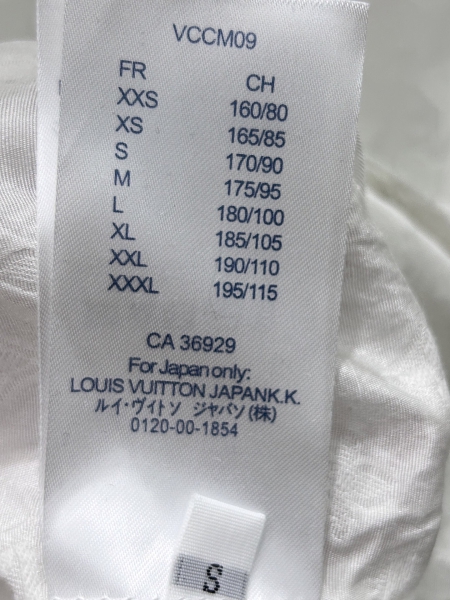 VCCM09
FR CH
XXS 160/80
XS 165/85
S 170/90
M 175/95
L 180/100
XL 185/105
XXL 190/110
XXXL 195/115
CA 36929
For Japan only:
LOUIS VUITTON JAPANK.K.
ルイ・ヴィトソ ジャパソ(株)
0120-00-1854
S